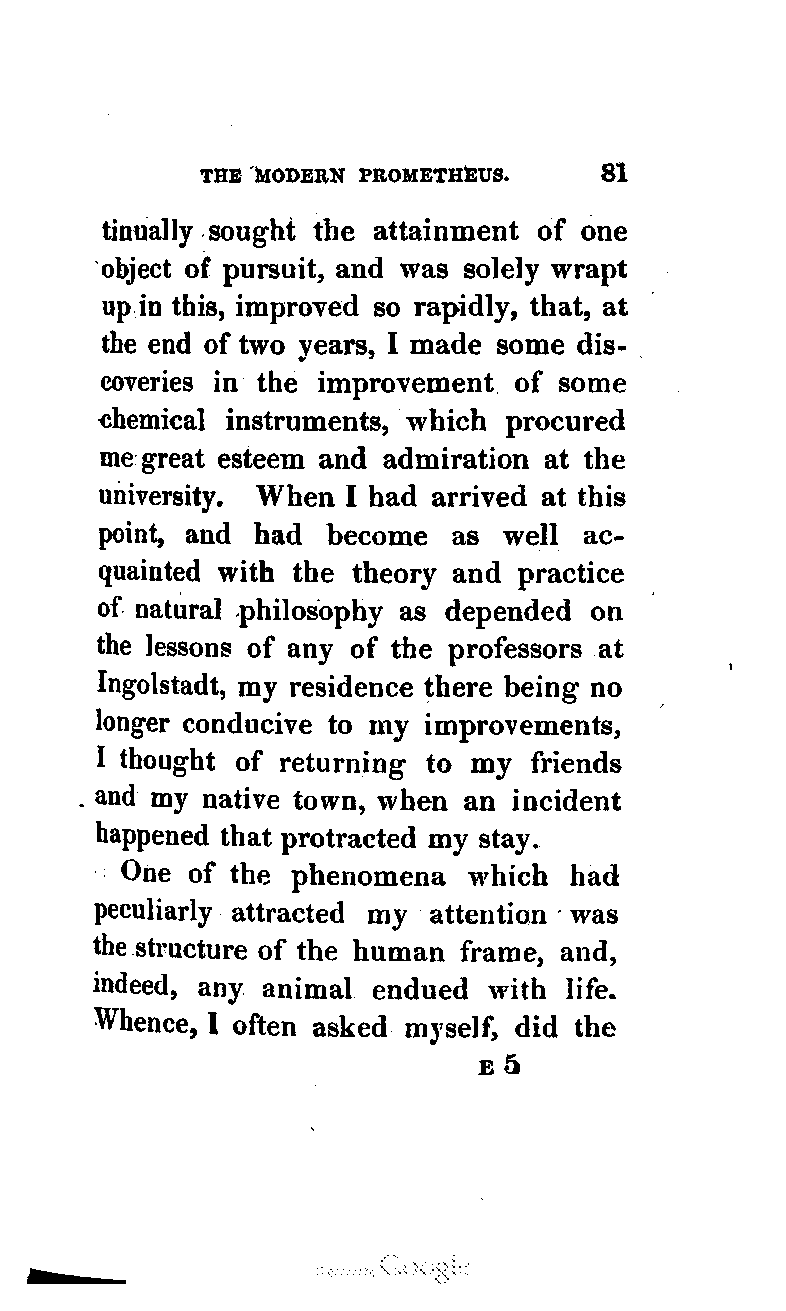 THE MODERN PROMETHEUS. 81
tinually sought the attainment of one
object of pursuit, and was solely wrapt
up in this, improved so rapidly, that, at
the end of two years, I made some dis-
coveries in the improvement of some
chemical instruments, which procured
me great esteem and admiration at the
university. When I had arrived at this
point, and had become as well ac-
quainted with the theory and practice
of natural philosophy as depended on
the lessons of any of the professors at
Ingolstadt, my residence there being no
longer conducive to my improvements,
I thought of returning to my friends
and my native town, when an incident
happened that protracted my stay.
One of the phenomena which had
peculiarly attracted my attention was
the structure of the human frame, and,
indeed, any animal endued with life.
Whence, I often asked myself, did the
E 5
Google